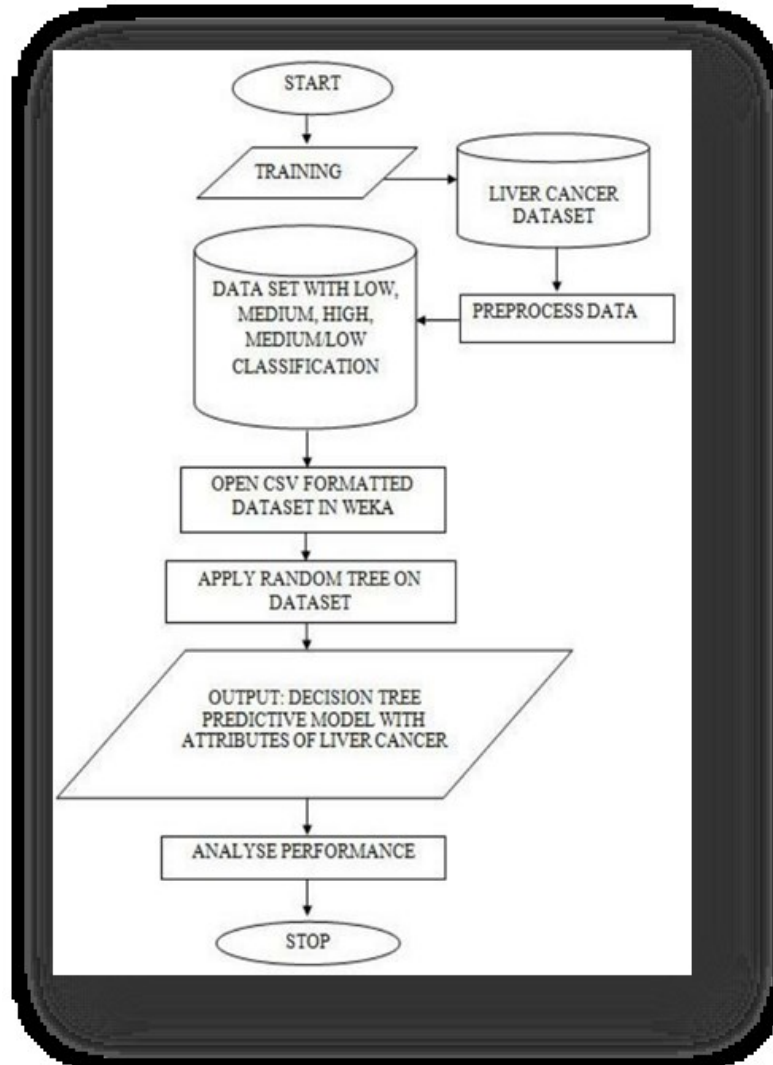 START
TRAINING
LIVER CANCER
DATASET
PREPROCESS DATA
DATA SET WITH LOW,
MEDIUM, HIGH,
MEDIUM/LOW
CLASSIFICATION
OPEN CSV FORMATTED
DATASET IN WEKA
APPLY RANDOM TREE ON
DATASET
OUTPUT: DECISION TREE
PREDICTIVE MODEL WITH
ATTRIBUTES OF LIVER CANCER
ANALYSE PERFORMANCE
STOP